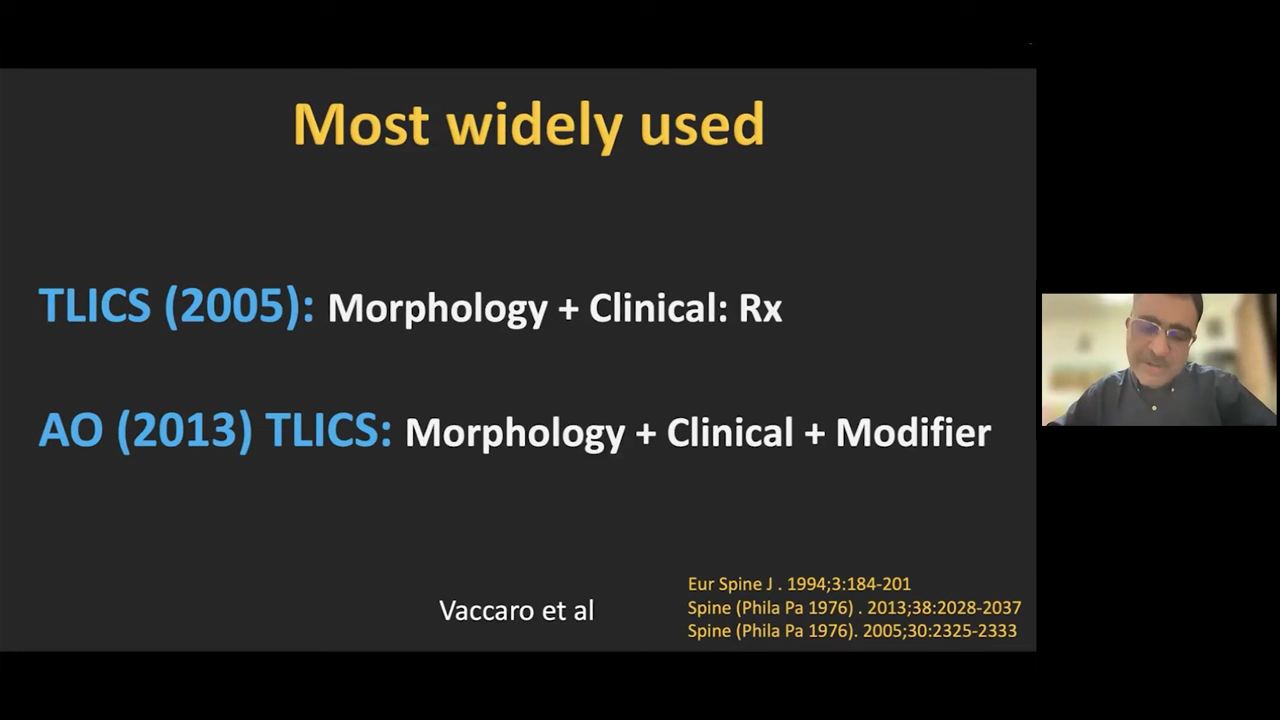 Most widely used
TLICS (2005): Morphology + Clinical: Rx
AO (2013) TLICS: Morphology + Clinical + Modifier
Vaccaro et al
Eur Spine J . 1994;3:184-201
Spine (Phila Pa 1976) . 2013;38:2028-2037
Spine (Phila Pa 1976). 2005;30:2325-2333